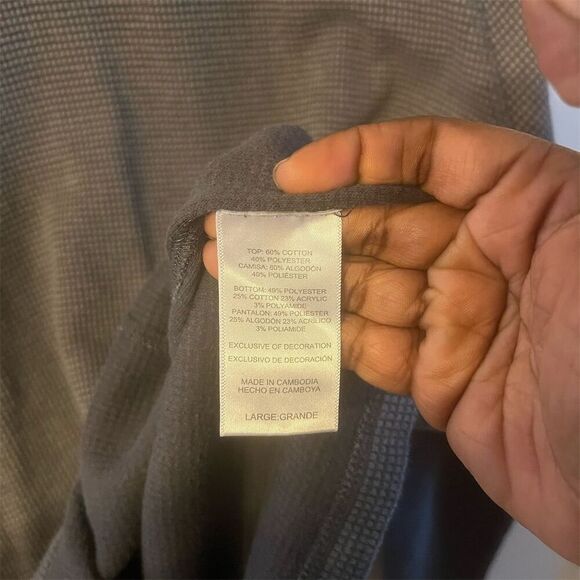 TOP: 60% COTTON
40% POLYESTER
CAMISA: 60% ALGODÓN
40% POLIÉSTER
BOTTOM: 49% POLYESTER
25% COTTON 23% ACRYLIC
3% POLYAMIDE
PANTALON: 49% POLIÉSTER
25% ALGODÓN 23% ACRÍLICO
3% POLIAMIDE
EXCLUSIVE OF DECORATION
EXCLUSIVO DE DECORACIÓN
MADE IN CAMBODIA
HECHO EN CAMBOYA
LARGE;GRANDE